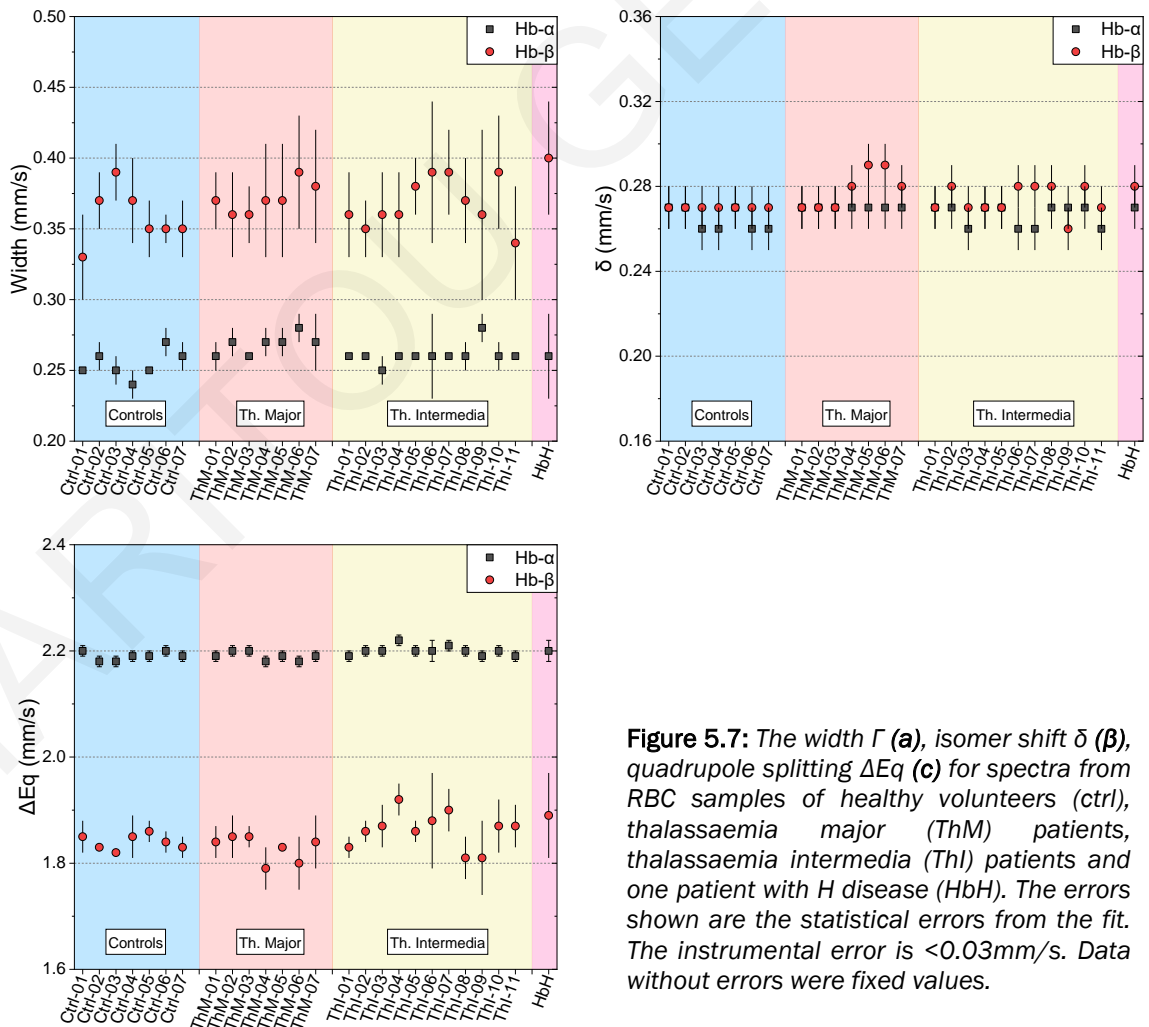 0.50
0.45
0.40
0.35
0.30
0.25
0.20
Width (mm/s)
Hb-α
Hb-β
Controls
Th. Major
Th. Intermedia
Ctrl-01
Ctrl-02
Ctrl-03
Ctrl-04
Ctrl-05
Ctrl-06
Ctrl-07
ThM-01
ThM-02
ThM-03
ThM-04
ThM-05
ThM-06
ThM-07
ThI-01
ThI-02
ThI-03
ThI-04
ThI-05
ThI-06
ThI-07
ThI-08
ThI-09
ThI-10
ThI-11
HbH
0.36
0.32
0.28
0.24
0.20
0.16
δ (mm/s)
Hb-α
Hb-β
Controls
Th. Major
Th. Intermedia
Ctrl-01
Ctrl-02
Ctrl-03
Ctrl-04
Ctrl-05
Ctrl-06
Ctrl-07
ThM-01
ThM-02
ThM-03
ThM-04
ThM-05
ThM-06
ThM-07
ThI-01
ThI-02
ThI-03
ThI-04
ThI-05
ThI-06
ThI-07
ThI-08
ThI-09
ThI-10
ThI-11
HbH
2.4
2.2
2.0
1.8
1.6
ΔEq (mm/s)
Hb-α
Hb-β
Controls
Th. Major
Th. Intermedia
Ctrl-01
Ctrl-02
Ctrl-03
Ctrl-04
Ctrl-05
Ctrl-06
Ctrl-07
ThM-01
ThM-02
ThM-03
ThM-04
ThM-05
ThM-06
ThM-07
ThI-01
ThI-02
ThI-03
ThI-04
ThI-05
ThI-06
ThI-07
ThI-08
ThI-09
ThI-10
ThI-11
HbH
Figure 5.7: The width Γ (a), isomer shift δ (β),
quadrupole splitting ΔEq (c) for spectra from
RBC samples of healthy volunteers (ctrl),
thalassaemia major (ThM) patients,
thalassaemia intermedia (ThI) patients and
one patient with H disease (HbH). The errors
shown are the statistical errors from the fit.
The instrumental error is <0.03mm/s. Data
without errors were fixed values.